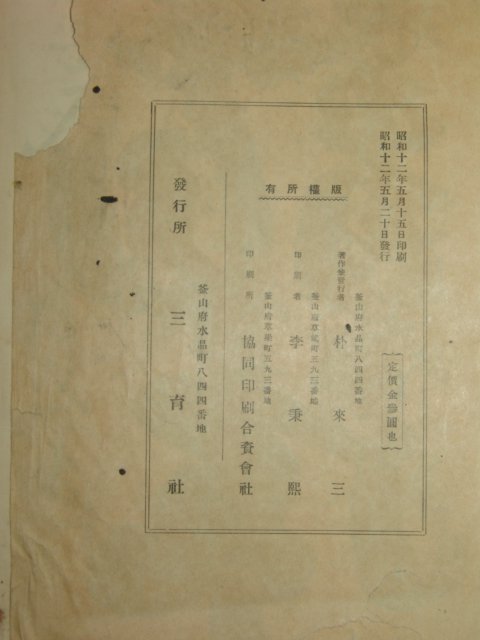 昭和十二年五月十五日印刷
昭和十二年五月二十日發行
定價金參圓也
版權所有
釜山府水晶町八四四番地
著作兼發行者 朴來三
釜山府草梁町五九三番地
印刷者 李秉熙
釜山府草梁町五九三番地
印刷所 協同印刷合資會社
釜山府水晶町八四四番地
發行所 三育社